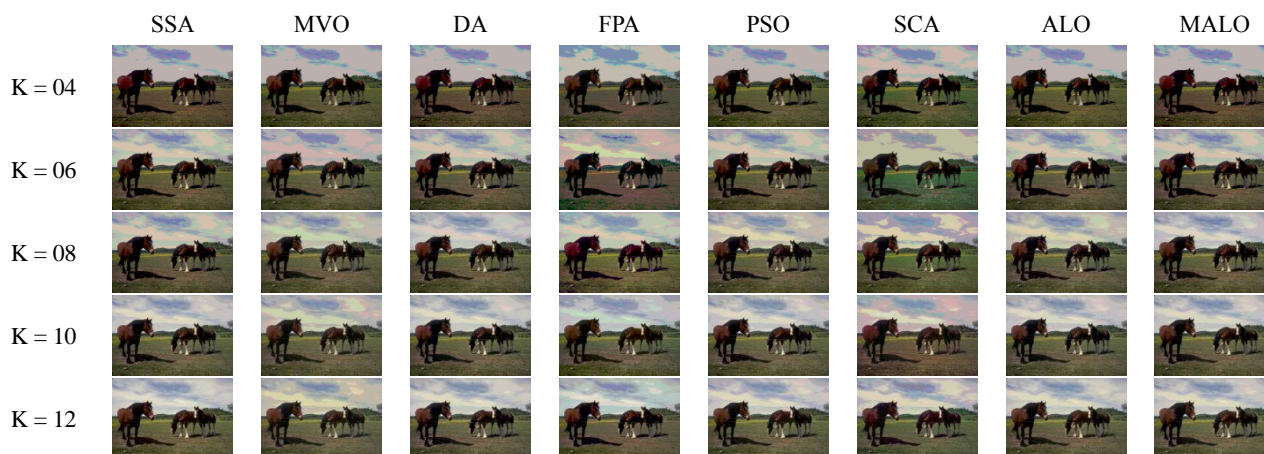 SSA MVO DA FPA PSO SCA ALO MALO
K = 04
K = 06
K = 08
K = 10
K = 12